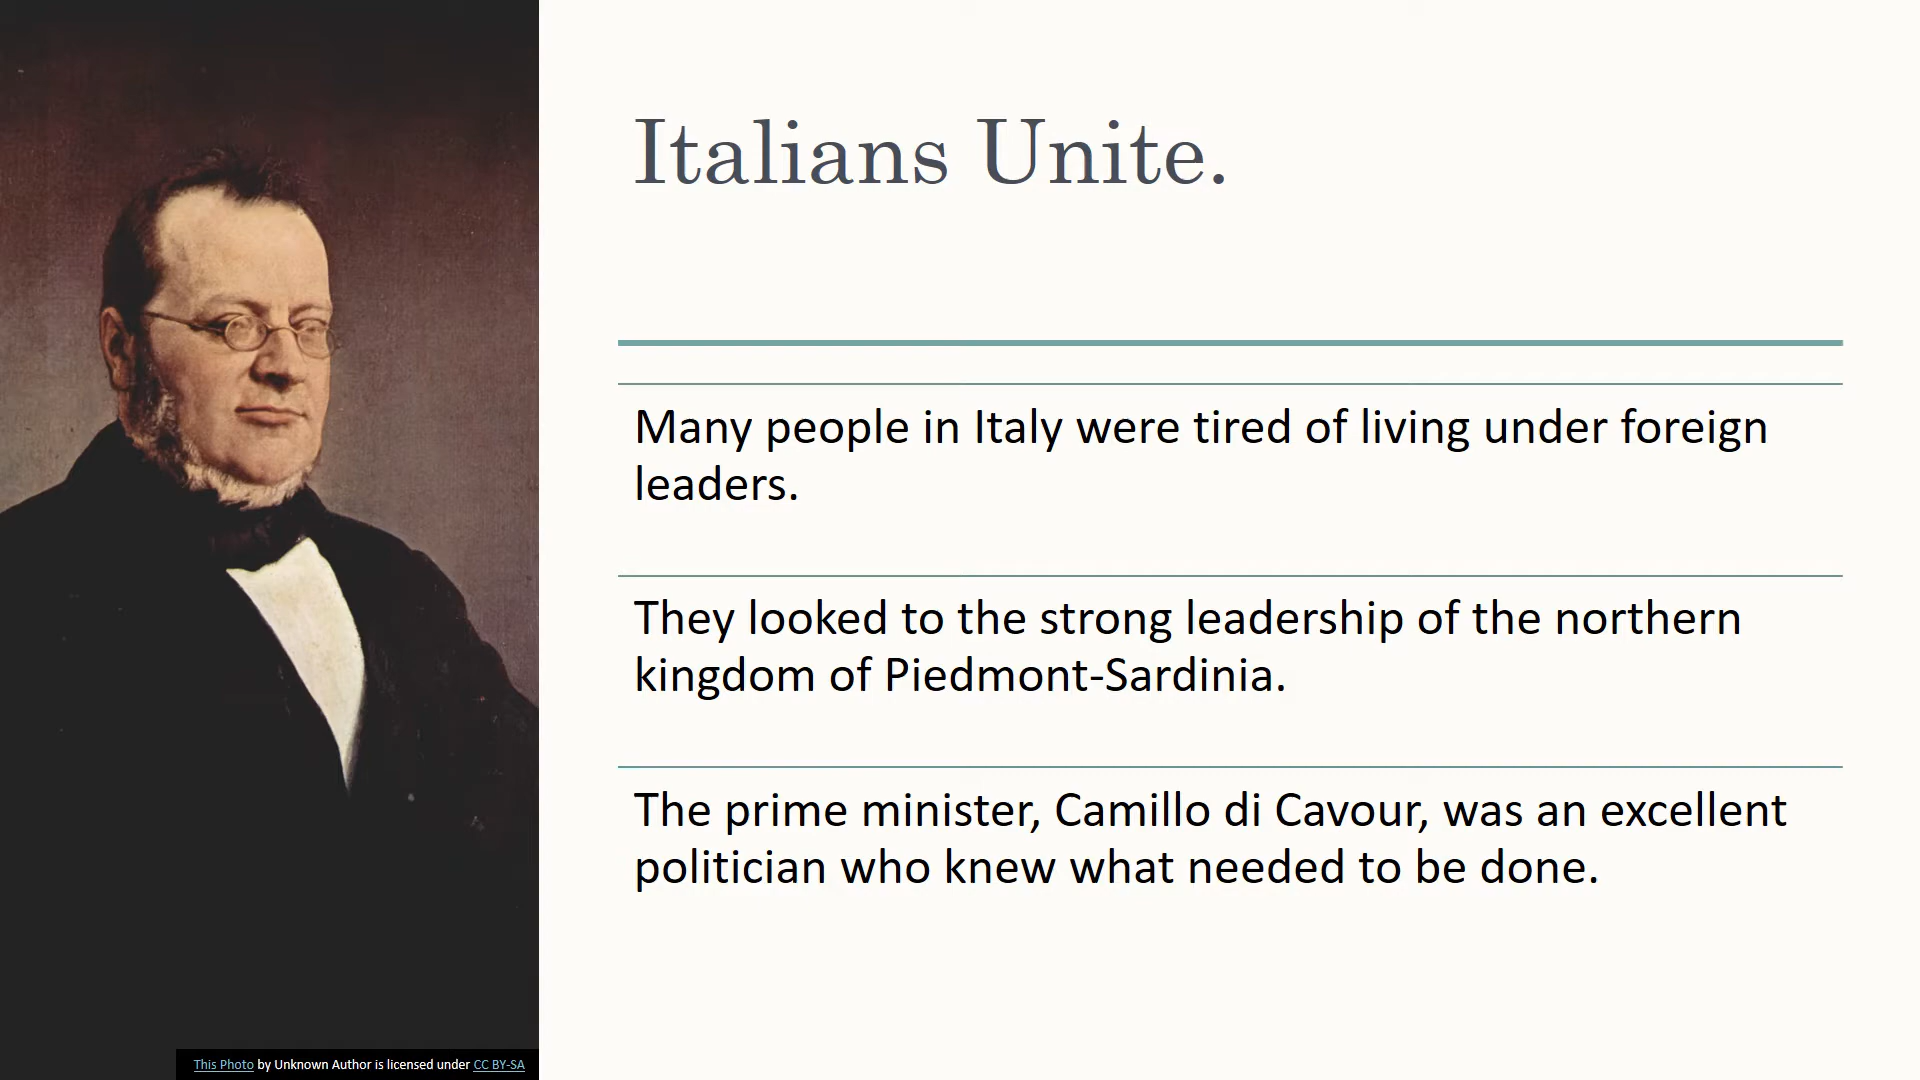 Italians Unite.
Many people in Italy were tired of living under foreign
leaders.
They looked to the strong leadership of the northern
kingdom of Piedmont-Sardinia.
The prime minister, Camillo di Cavour, was an excellent
politician who knew what needed to be done.
This Photo by Unknown Author is licensed under CC BY-SA